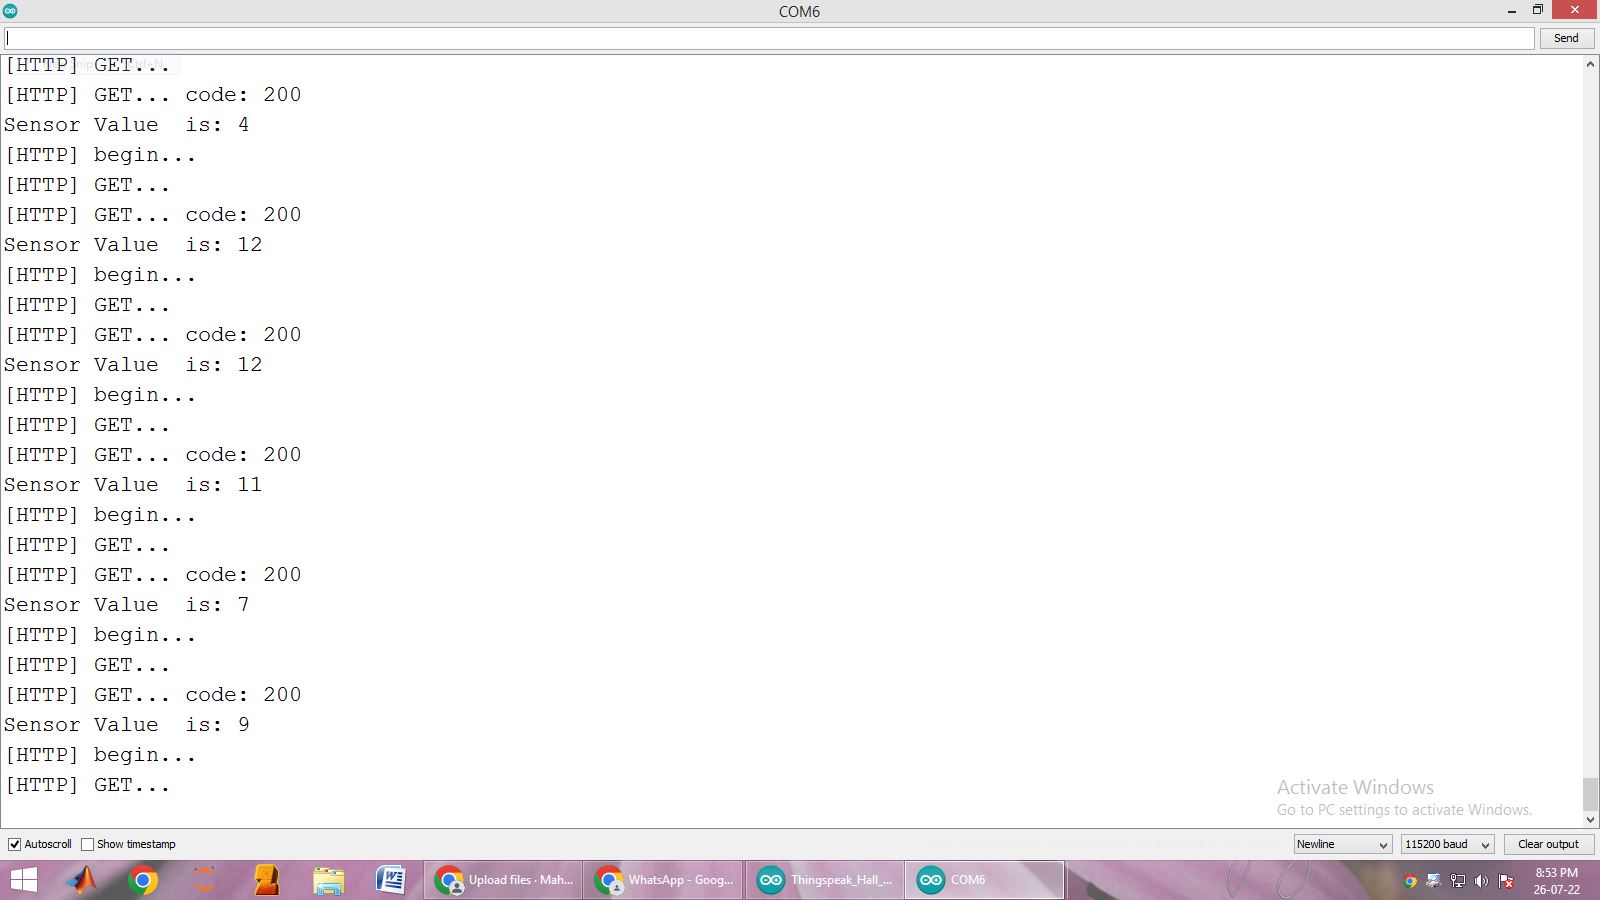 COM6
Send
[HTTP] GET...
[HTTP] GET... code: 200
Sensor Value  is: 4
[HTTP] begin...
[HTTP] GET...
[HTTP] GET... code: 200
Sensor Value  is: 12
[HTTP] begin...
[HTTP] GET...
[HTTP] GET... code: 200
Sensor Value  is: 12
[HTTP] begin...
[HTTP] GET...
[HTTP] GET... code: 200
Sensor Value  is: 11
[HTTP] begin...
[HTTP] GET...
[HTTP] GET... code: 200
Sensor Value  is: 7
[HTTP] begin...
[HTTP] GET...
[HTTP] GET... code: 200
Sensor Value  is: 9
[HTTP] begin...
[HTTP] GET...
Activate Windows
Go to PC settings to activate Windows.
Autoscroll Show timestamp Newline 115200 baud Clear output
Upload files · Mah... WhatsApp - Goog... Thingspeak_Hall_... COM6 8:53 PM
26-07-22